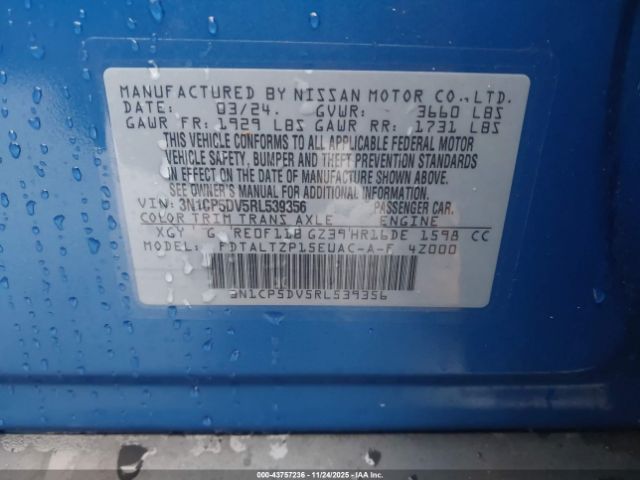 MANUFACTURED BY NISSAN MOTOR CO.,LTD.
DATE: 03/24. GVWR: 3660 LBS
GAWR FR: 1929 LBS GAWR RR: 1731 LBS
THIS VEHICLE CONFORMS TO ALL APPLICABLE FEDERAL MOTOR
VEHICLE SAFETY, BUMPER AND THEFT PREVENTION STANDARDS
IN EFFECT ON THE DATE OF MANUFACTURE SHOWN ABOVE.
SEE OWNER'S MANUAL FOR ADDITIONAL INFORMATION.
VIN: 3N1CP5DV5RL539356 PASSENGER CAR.
COLOR TRIM TRANS AXLE ENGINE
XGY G RE0F11B GZ39 HR16DE 1598 CC
MODEL: FDTALTZP15EUAC-A-F 4Z000
3N1CP5DV5RL539356
000-43757236 - 11/24/2025 - IAA Inc.